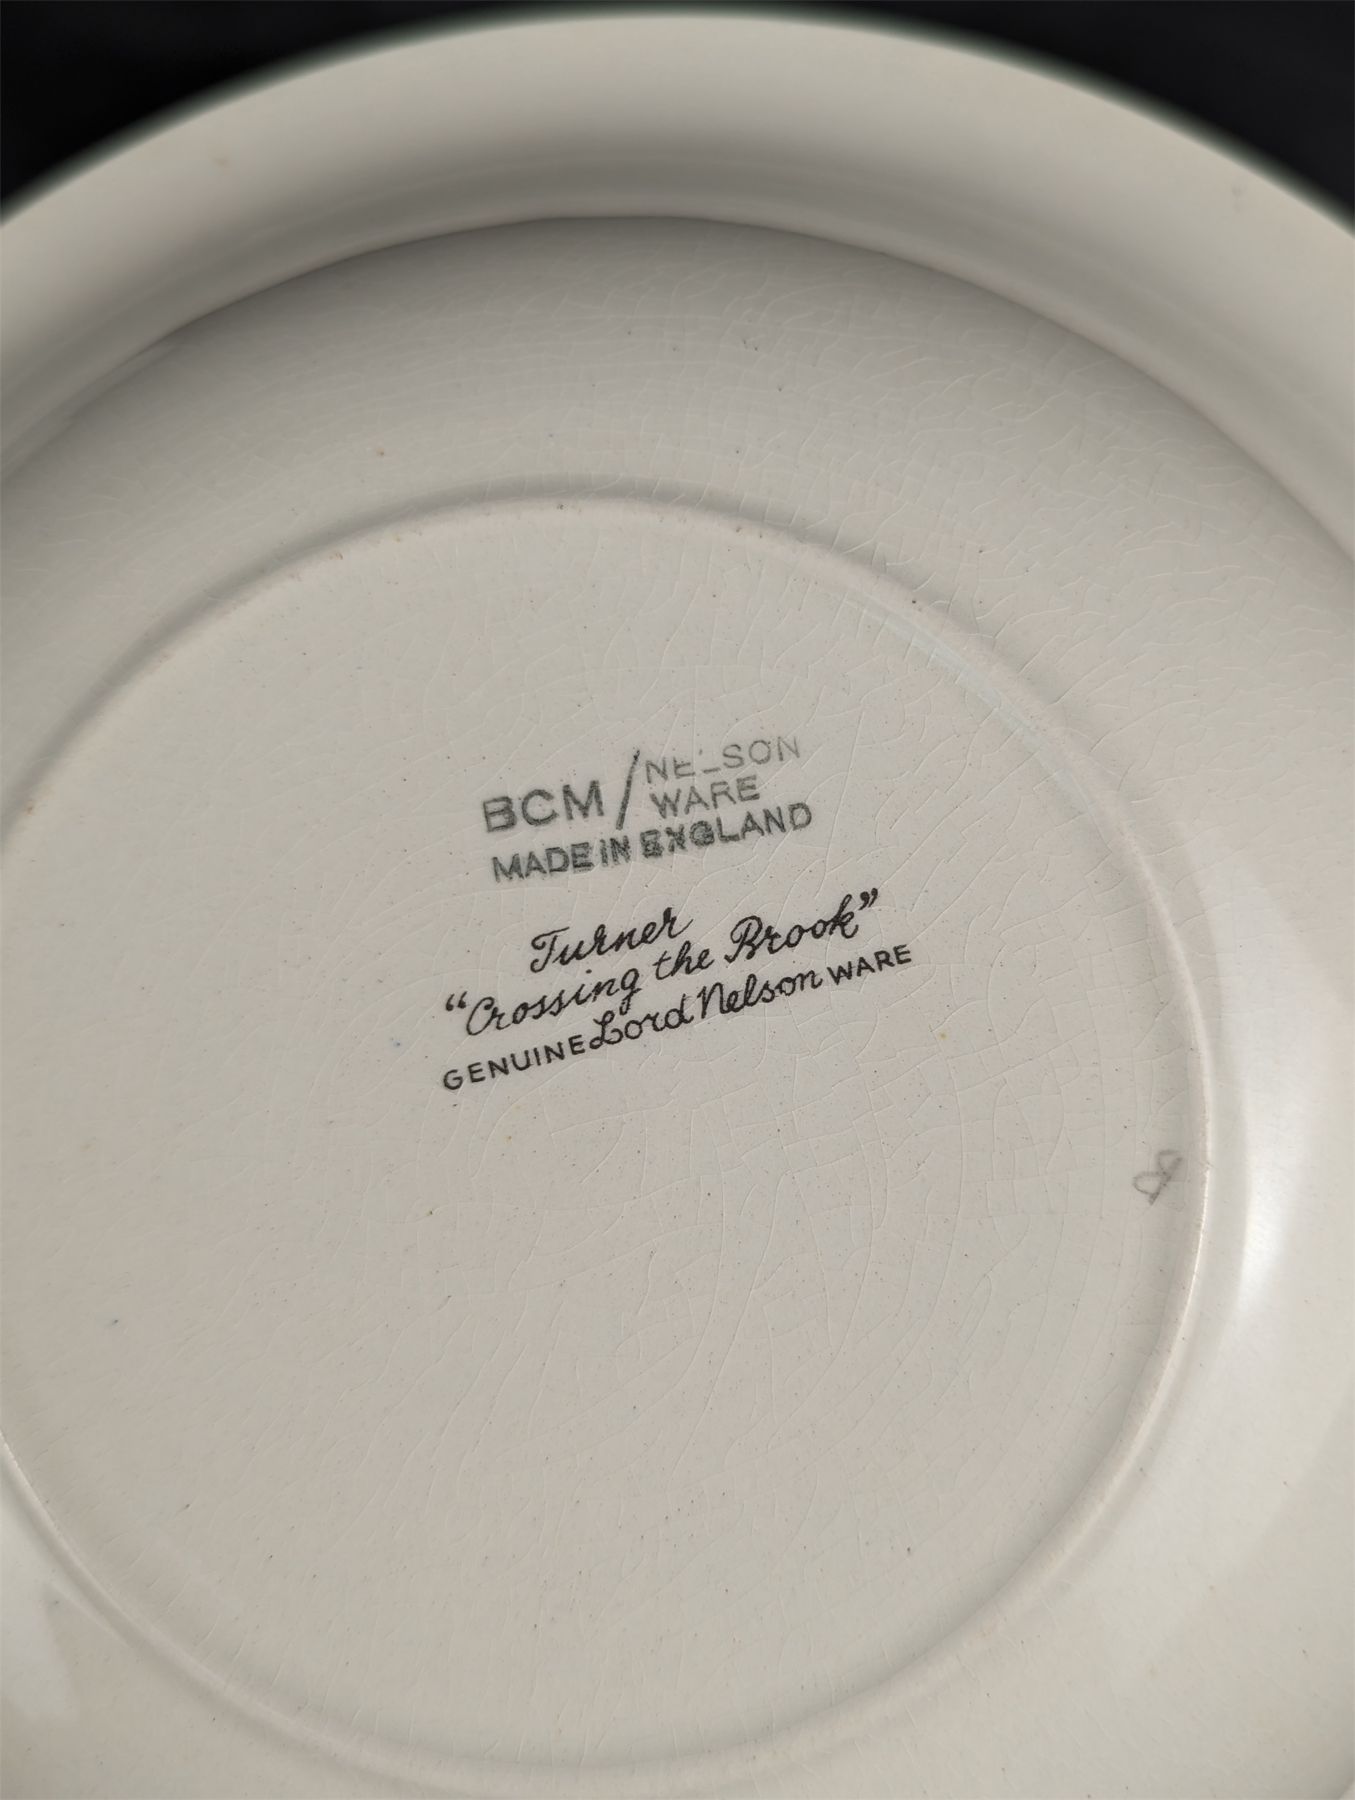 BCM/NELSON
WARE
MADE IN ENGLAND
Turner
“Crossing the Brook”
GENUINE Lord Nelson WARE